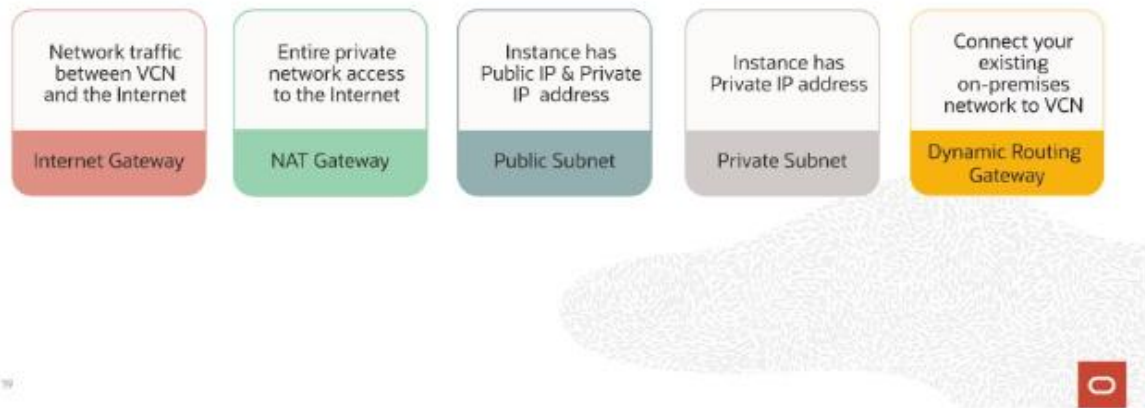 Network traffic
between VCN
and the Internet
Internet Gateway
Entire private
network access
to the Internet
NAT Gateway
Instance has
Public IP & Private
IP address
Public Subnet
Instance has
Private IP address
Private Subnet
Connect your
existing
on-premises
network to VCN
Dynamic Routing
Gateway